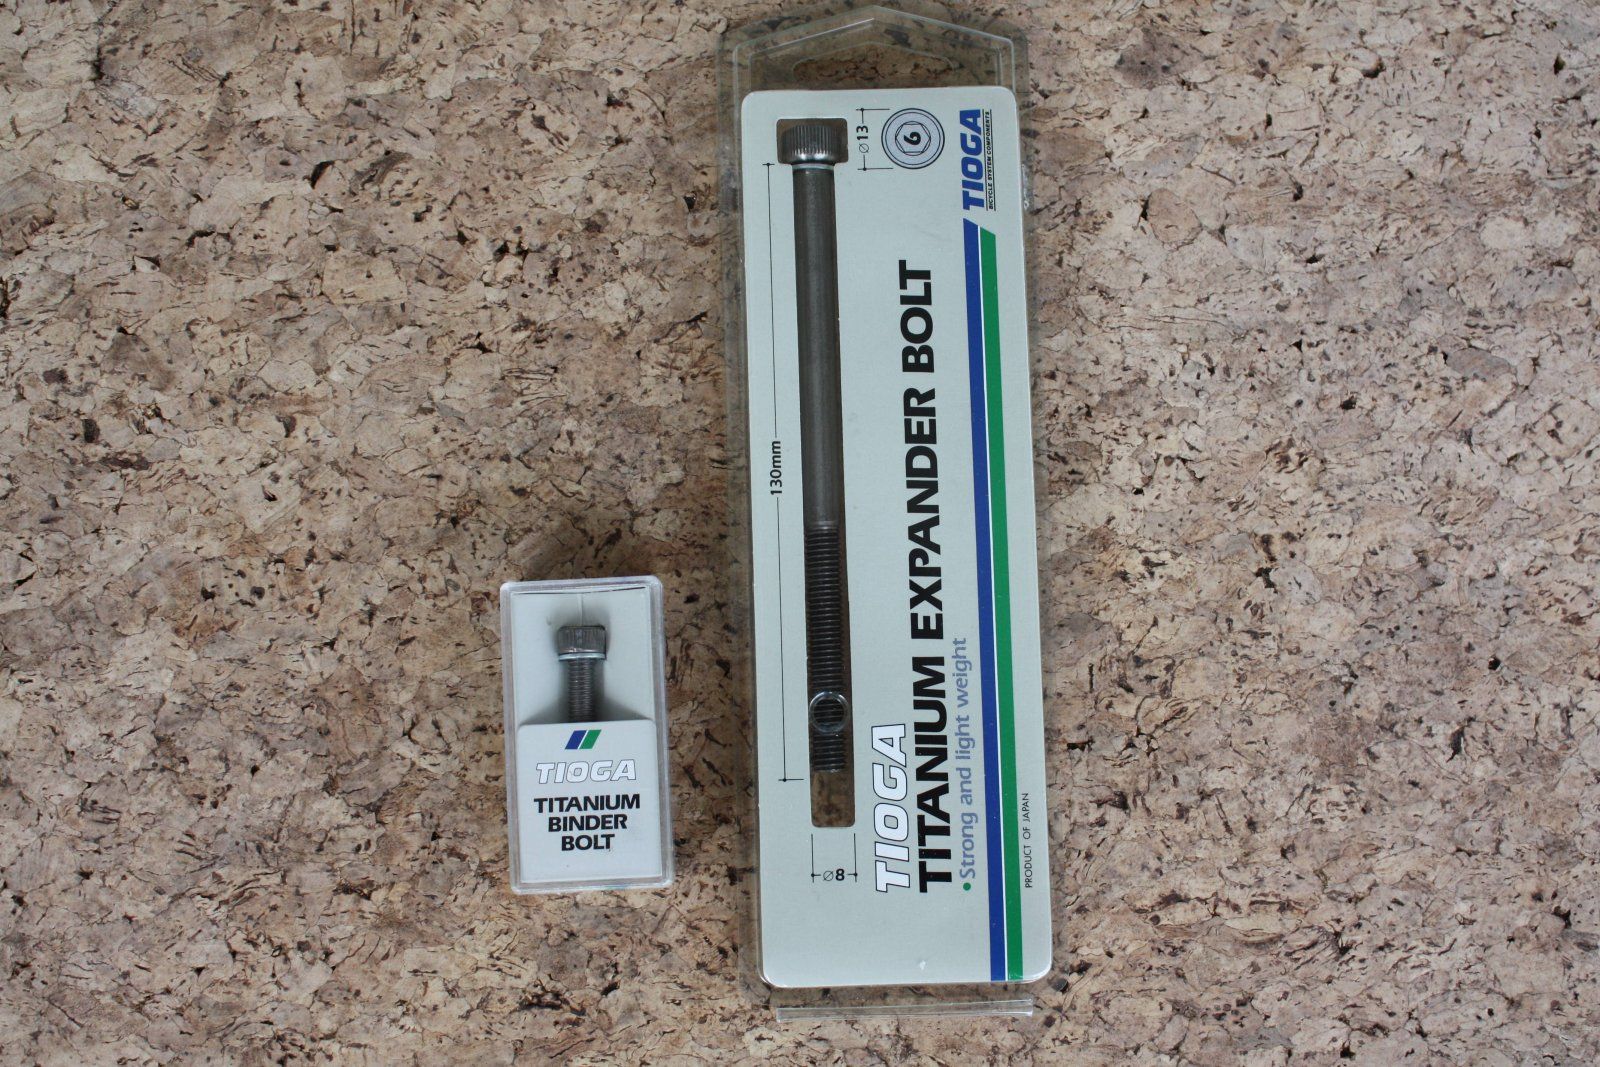 TIOGA
TITANIUM
BINDER
BOLT
⌀13
6
TIOGA
BICYCLE SYSTEM COMPONENTS
130mm
⌀8
TIOGA
TITANIUM EXPANDER BOLT
•Strong and light weight
PRODUCT OF JAPAN